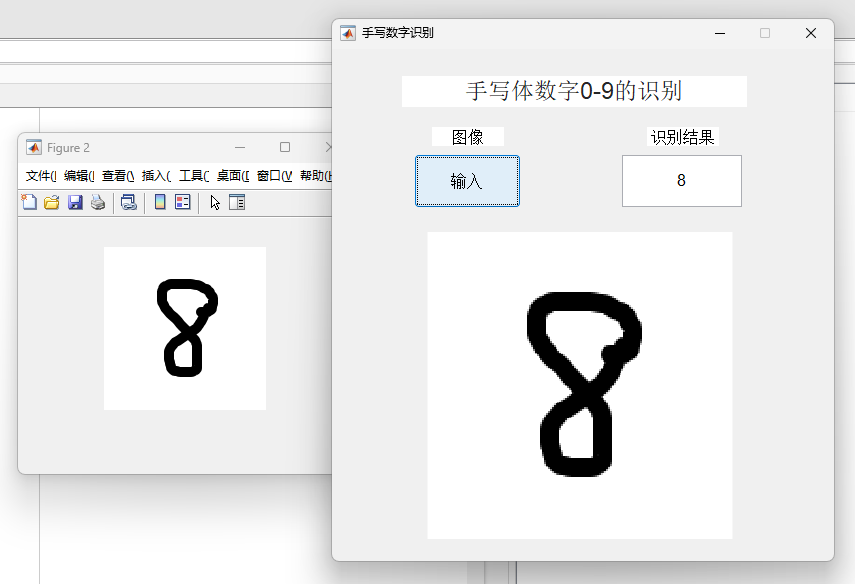 手写数字识别
手写体数字0-9的识别
图像
识别结果
输入
8
8
Figure 2
文件( 编辑( 查看(\ 插入( 工具( 桌面([ 窗口(V 帮助(H
8